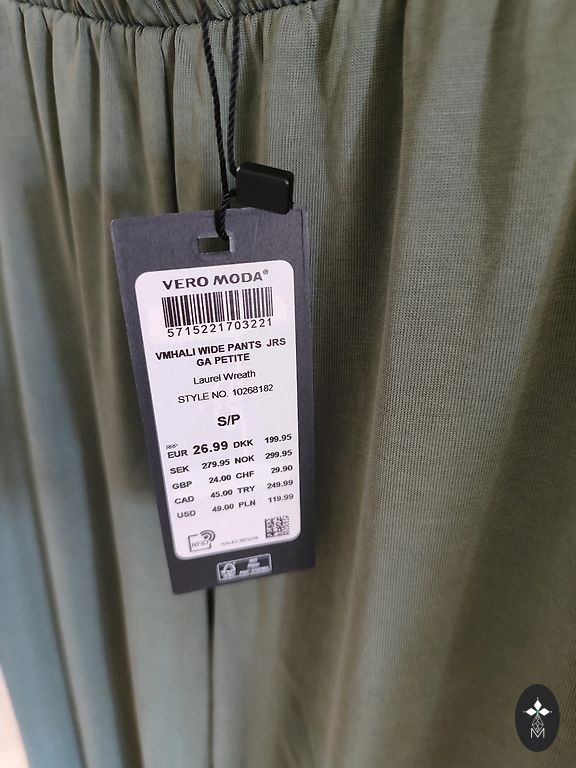 VERO MODA®
5715221703221
VMHALI WIDE PANTS JRS
GA PETITE
Laurel Wreath
STYLE NO. 10268182
S/P
RRP
EUR 26.99 DKK 199.95
SEK 279.95 NOK 299.95
GBP 24.00 CHF 29.90
CAD 45.00 TRY 249.99
USD 49.00 PLN 119.99
RFID
M